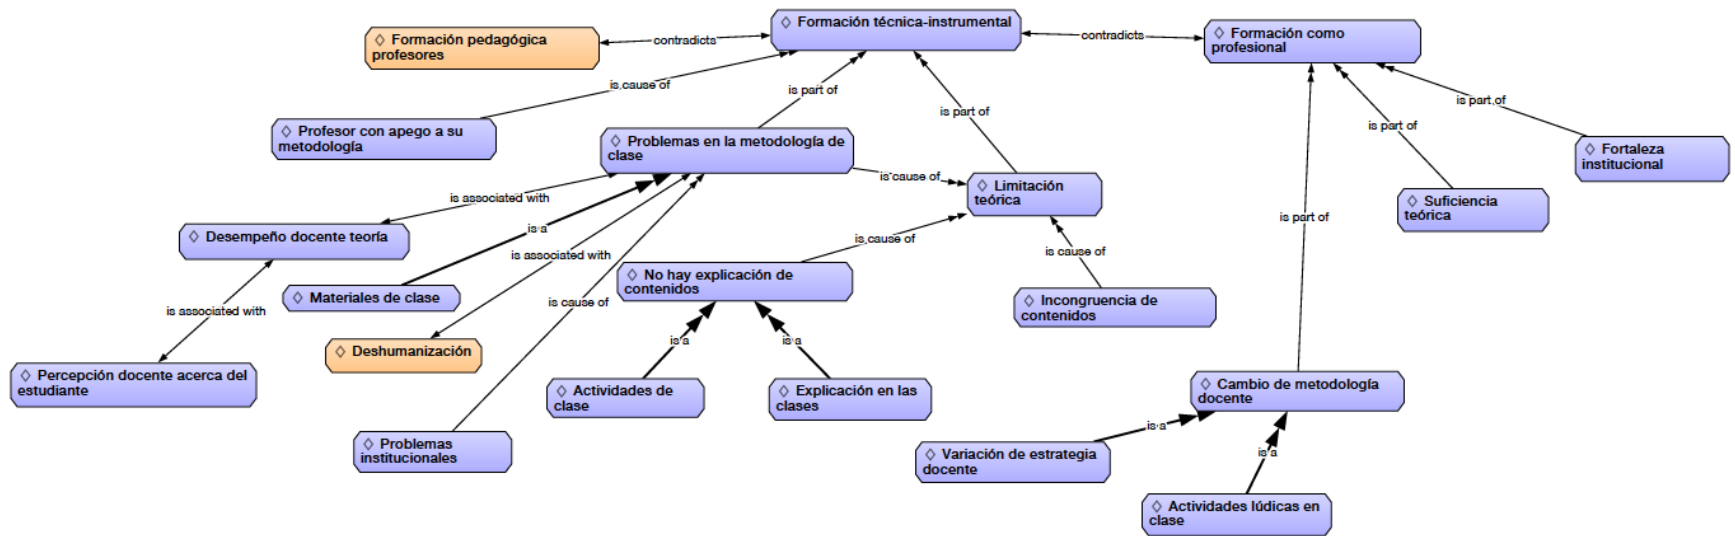 ◇ Formación técnica-instrumental
◇ Formación pedagógica
profesores
contradicts
contradicts
◇ Formación como
profesional
is cause of
is part of
is part of
is part of
is part of
◇ Profesor con apego a su
metodología
◇ Problemas en la metodología de
clase
◇ Fortaleza
institucional
is cause of
◇ Limitación
teórica
is associated with
◇ Suficiencia
teórica
is part of
◇ Desempeño docente teoría
is a
is cause of
is associated with
is cause of
◇ No hay explicación de
contenidos
◇ Materiales de clase
is cause of
◇ Incongruencia de
contenidos
is associated with
is a
is a
◇ Deshumanización
◇ Percepción docente acerca del
estudiante
◇ Actividades de
clase
◇ Explicación en las
clases
◇ Cambio de metodología
docente
is a
◇ Problemas
institucionales
◇ Variación de estrategia
docente
is a
◇ Actividades lúdicas en
clase